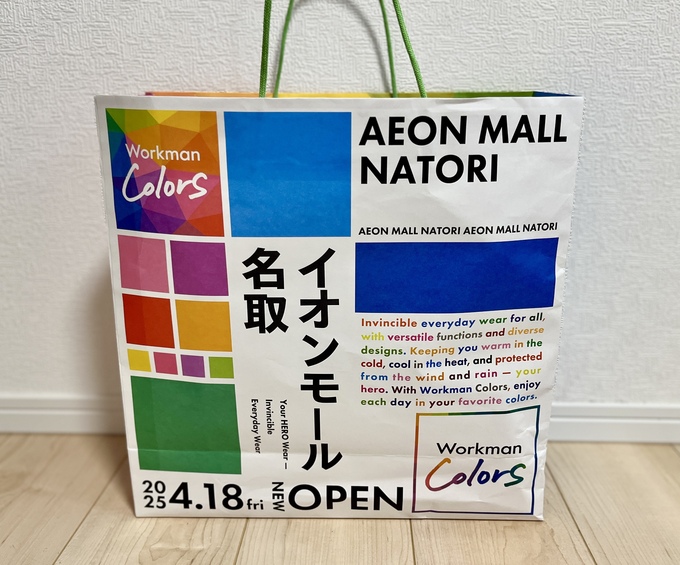 Workman
Colors
AEON MALL
NATORI
AEON MALL NATORI AEON MALL NATORI
イオンモール
名取
Invincible everyday wear for all,
with versatile functions and diverse
designs. Keeping you warm in the
cold, cool in the heat, and protected
from the wind and rain — your
hero. With Workman Colors, enjoy
each day in your favorite colors.
Your HERO Wear —
Invincible
Everyday Wear
Workman
Colors
2025 4.18 fri
NEW OPEN